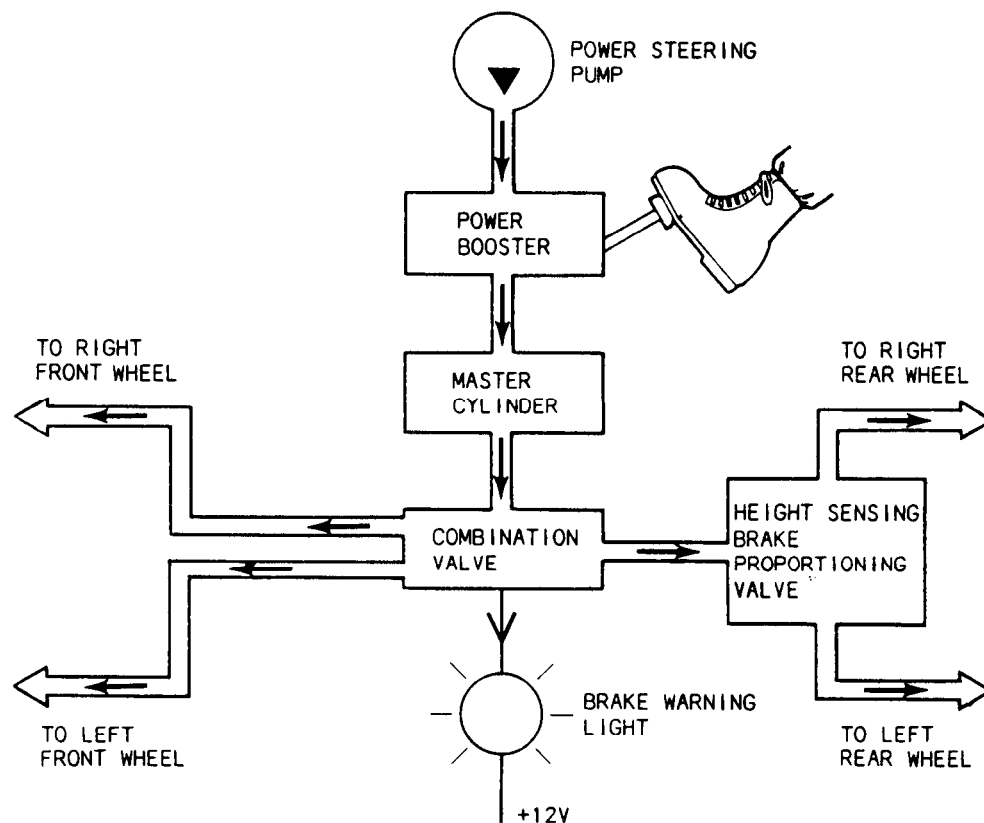 POWER STEERING
PUMP
POWER
BOOSTER
TO RIGHT
FRONT WHEEL
MASTER
CYLINDER
TO RIGHT
REAR WHEEL
COMBINATION
VALVE
HEIGHT SENSING
BRAKE
PROPORTIONING
VALVE
TO LEFT
FRONT WHEEL
BRAKE WARNING
LIGHT
TO LEFT
REAR WHEEL
+12V